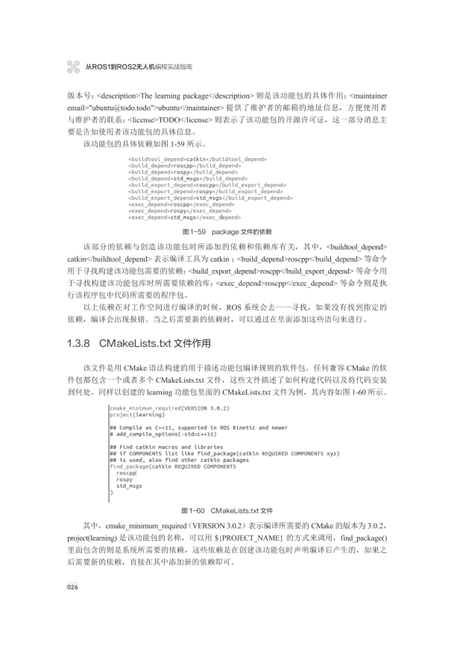 从ROS1到ROS2无人机编程实战指南
版本号；<description>The learning package</description> 则是该功能包的具体作用；<maintainer
email="ubuntu@todo.todo">ubuntu</maintainer> 提供了维护者的邮箱的地址信息，方便使用者
与维护者的联系；<license>TODO</license> 则表示了该功能包的开源许可证，这一部分消息主
要是告知使用者该功能包的具体信息。
该功能包的具体依赖如图 1-59 所示。
<buildtool_depend>catkin</buildtool_depend>
<build_depend>roscpp</build_depend>
<build_depend>rospy</build_depend>
<build_depend>std_msgs</build_depend>
<build_export_depend>roscpp</build_export_depend>
<build_export_depend>rospy</build_export_depend>
<build_export_depend>std_msgs</build_export_depend>
<exec_depend>roscpp</exec_depend>
<exec_depend>rospy</exec_depend>
<exec_depend>std_msgs</exec_depend>
图 1-59 package 文件的依赖
该部分的依赖与创造该功能包时所添加的依赖和依赖库有关，其中，<buildtool_depend>
catkin</buildtool_depend> 表示编译工具为 catkin；<build_depend>roscpp</build_depend> 等命令
用于寻找构建该功能包需要的依赖；<build_export_depend>roscpp</build_export_depend> 等命令用
于寻找构建该功能包库时所需要依赖的库；<exec_depend>roscpp</exec_depend> 等命令则是执
行该程序包中代码所需要的程序包。
以上依赖在对工作空间进行编译的时候，ROS 系统会去一一寻找，如果没有找到指定的
依赖，编译会出现报错。当之后需要新的依赖时，可以通过在里面添加这些语句来进行。
1.3.8 CMakeLists.txt 文件作用
该文件是用 CMake 语法构建的用于描述功能包编译规则的软件包。任何兼容 CMake 的软
件包都包含一个或者多个 CMakeLists.txt 文件，这些文件描述了如何构建代码以及将代码安装
到何处。同样以创建的 learning 功能包里面的 CMakeLists.txt 文件为例，其内容如图 1-60 所示。
cmake_minimum_required(VERSION 3.0.2)
project(learning)
## Compile as C++11, supported in ROS Kinetic and newer
# add_compile_options(-std=c++11)
## Find catkin macros and libraries
## if COMPONENTS list like find_package(catkin REQUIRED COMPONENTS xyz)
## is used, also find other catkin packages
find_package(catkin REQUIRED COMPONENTS
roscpp
rospy
std_msgs
)
图 1-60 CMakeLists.txt 文件
其中，cmake_minimum_required（VERSION 3.0.2）表示编译所需要的 CMake 的版本为 3.0.2，
project(learning) 是该功能包的名称，可以用 ${PROJECT_NAME} 的方式来调用，find_package()
里面包含的则是系统所需要的依赖，这些依赖是在创建该功能包时声明编译后产生的，如果之
后需要新的依赖，直接在其中添加新的依赖即可。
026